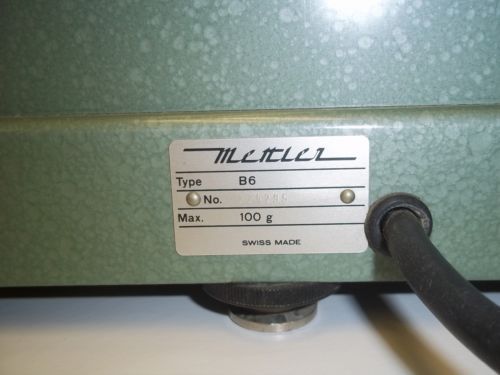 Mettler
Type B6
No.
Max. 100 g
SWISS MADE